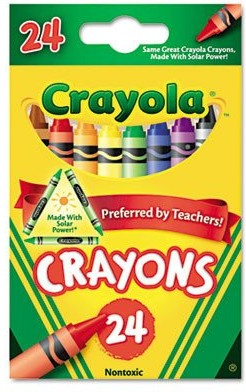 24
Same Great Crayola Crayons,
Made With Solar Power!
Crayola®
Made With
Solar
Power!*
Preferred by Teachers!
CRAYONS
24
Nontoxic